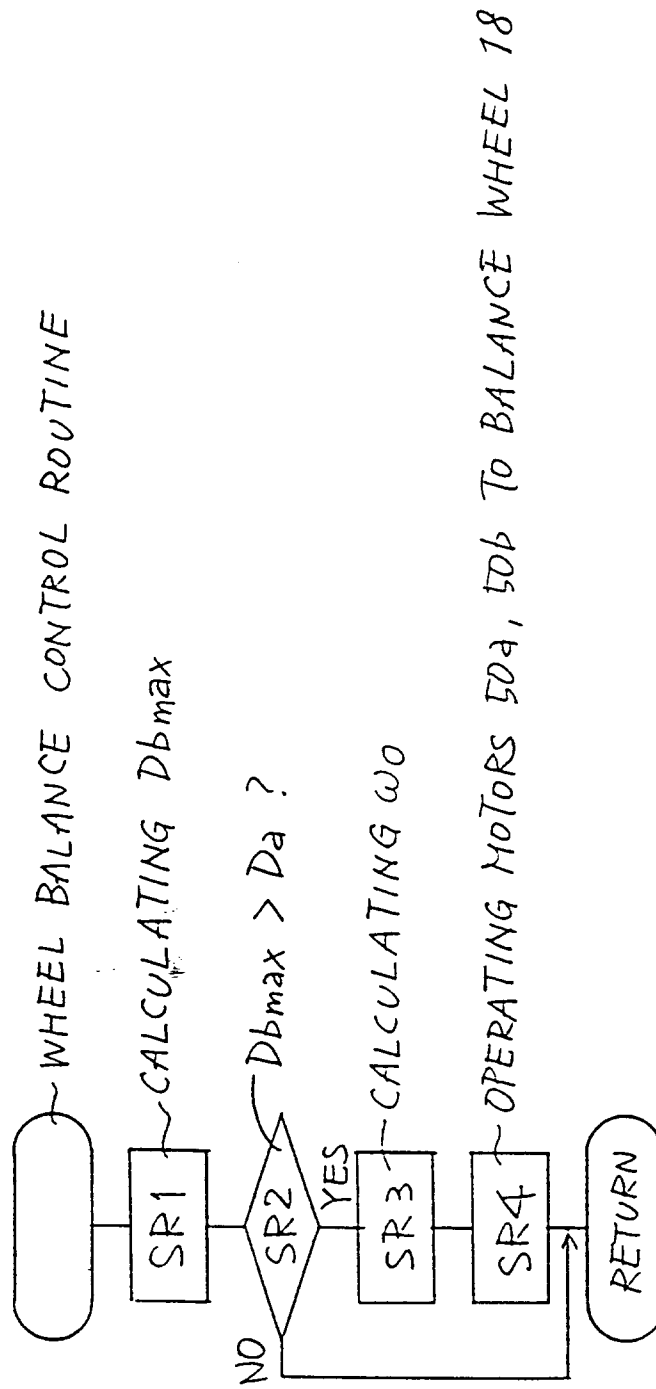 WHEEL BALANCE CONTROL ROUTINE
SR1
CALCULATING Dbmax
SR2
Dbmax > Da ?
NO
YES
SR3
CALCULATING ω0
SR4
OPERATING MOTORS 50a, 50b TO BALANCE WHEEL 18
RETURN